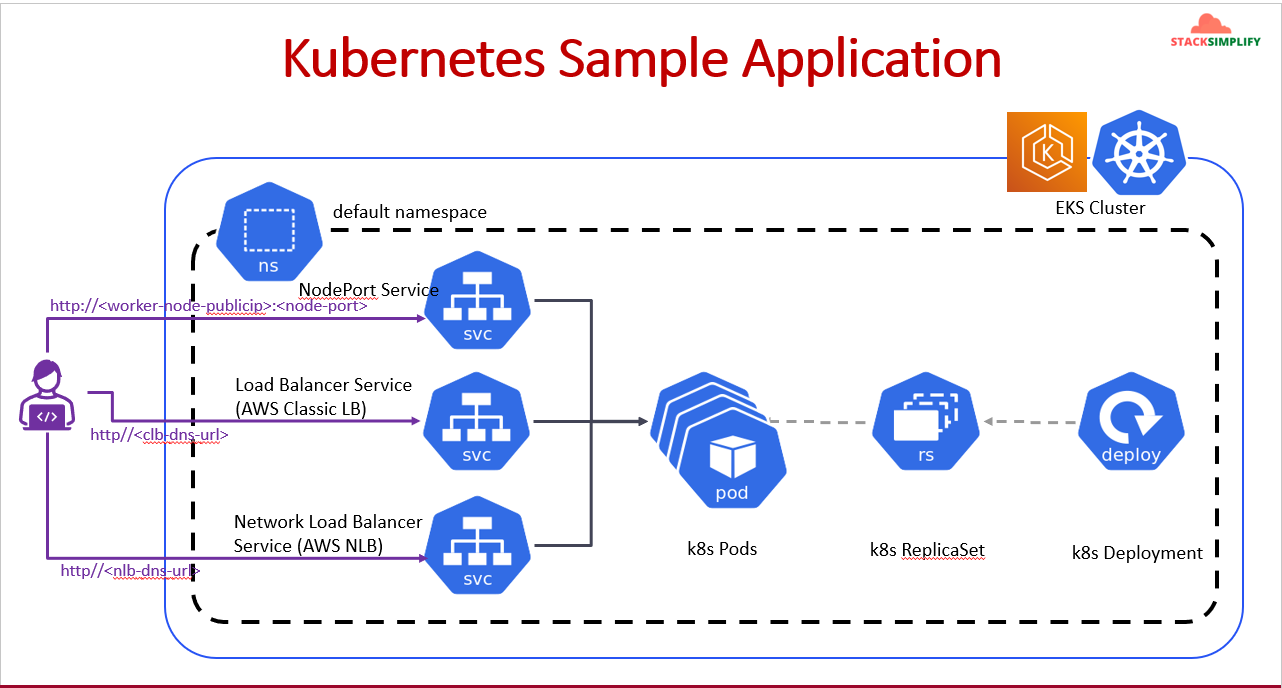 STACKSIMPLIFY
Kubernetes Sample Application
EKS Cluster
default namespace
ns
NodePort Service
http://<worker-node-publicip>:<node-port>
svc
Load Balancer Service
(AWS Classic LB)
http//<clb-dns-url>
svc
Network Load Balancer
Service (AWS NLB)
http//<nlb-dns-url>
svc
pod
k8s Pods
rs
k8s ReplicaSet
deploy
k8s Deployment
K